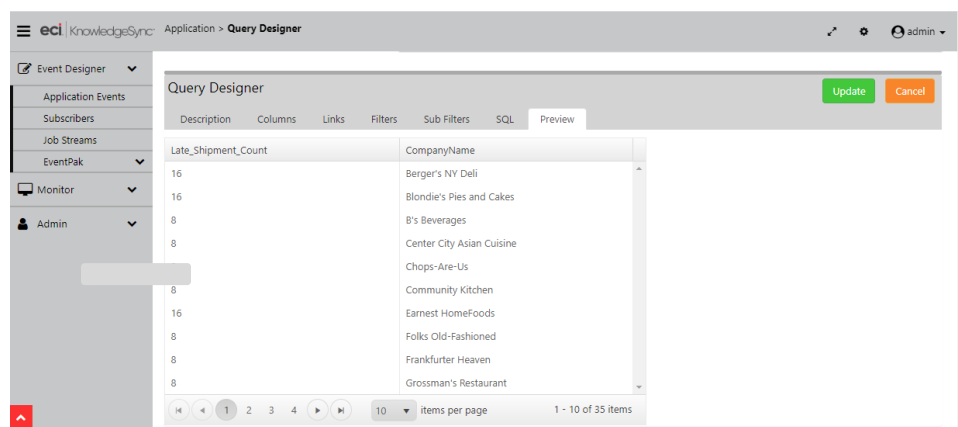 eci KnowledgeSync Application > Query Designer admin
Event Designer
Application Events
Subscribers
Job Streams
EventPak
Monitor
Admin
Query Designer Update Cancel
Description Columns Links Filters Sub Filters SQL Preview
Late_Shipment_Count CompanyName
16 Berger's NY Deli
16 Blondie's Pies and Cakes
8 B's Beverages
8 Center City Asian Cuisine
Chops-Are-Us
8 Community Kitchen
16 Earnest HomeFoods
8 Folks Old-Fashioned
8 Frankfurter Heaven
8 Grossman's Restaurant
1 2 3 4 10 items per page 1 - 10 of 35 items